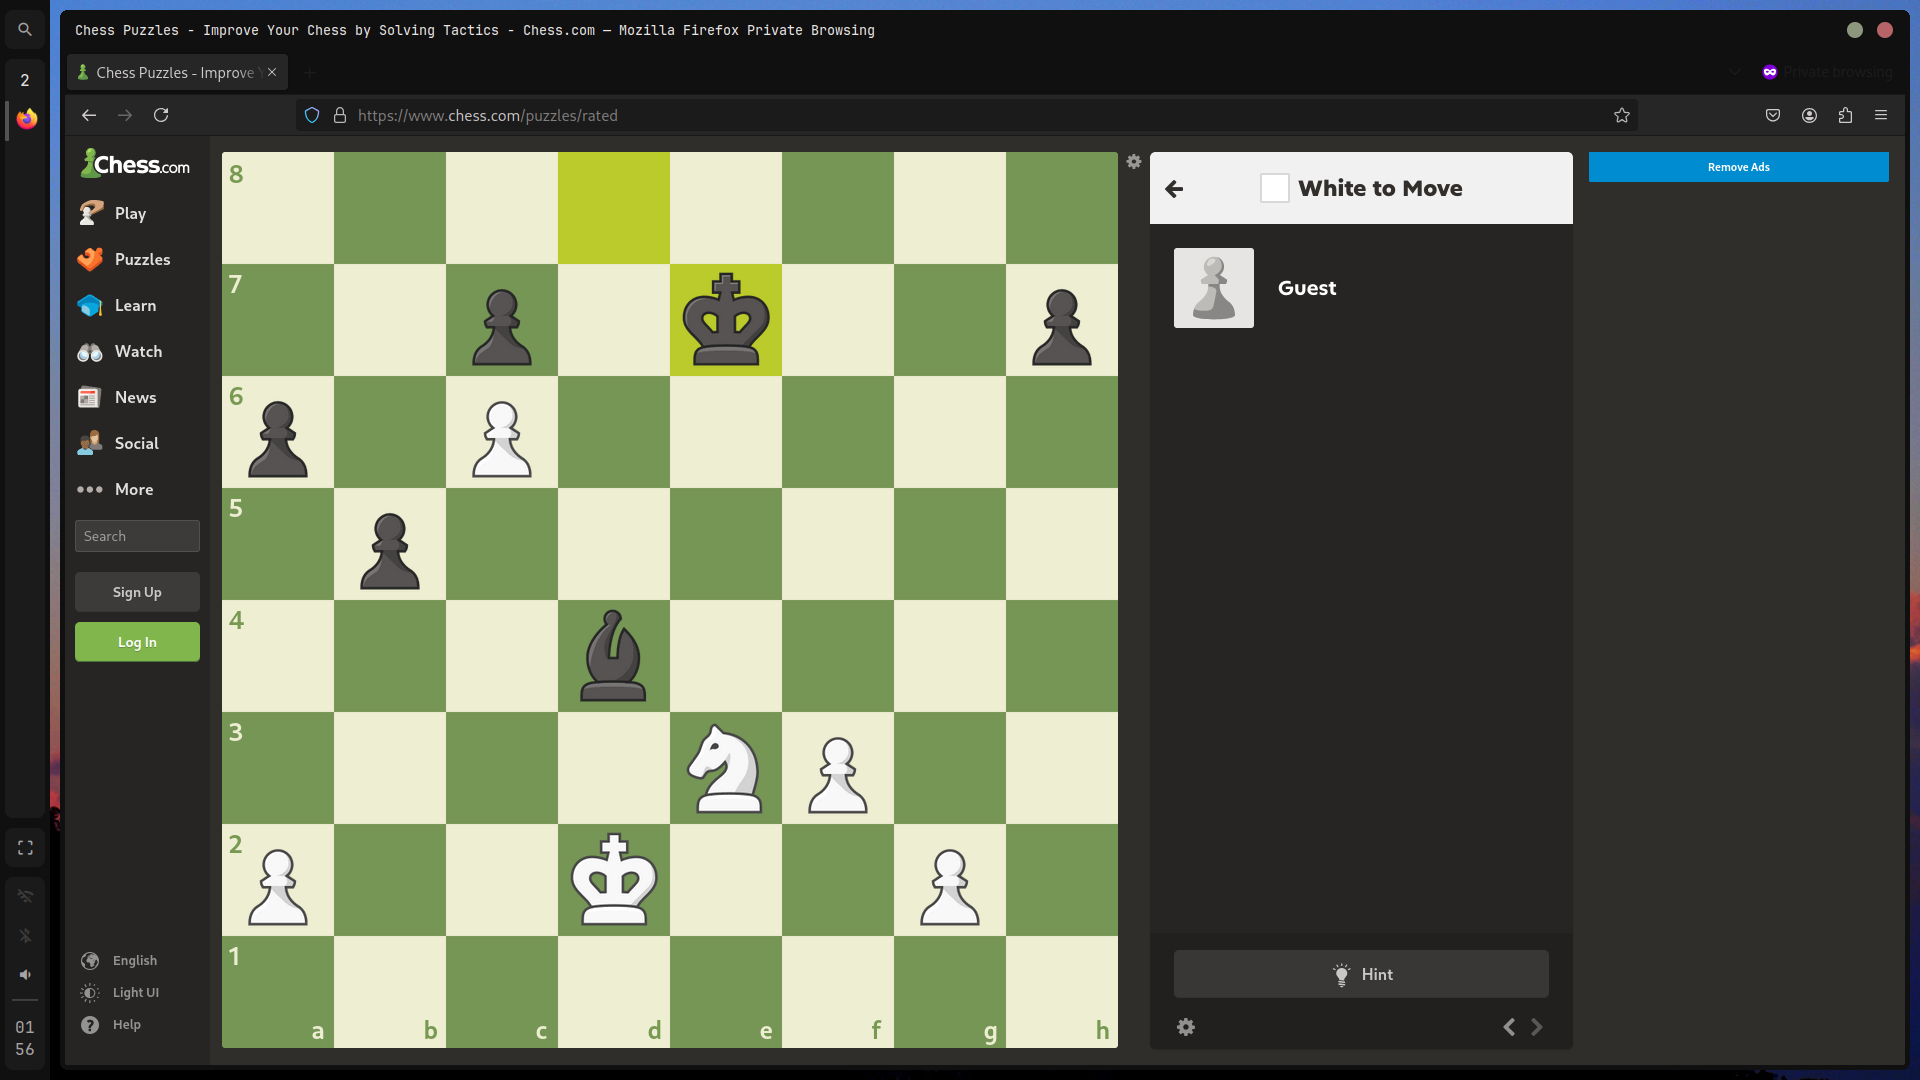 Chess Puzzles - Improve Your Chess by Solving Tactics - Chess.com — Mozilla Firefox Private Browsing
2
Chess Puzzles - Improve Y
Private browsing
https://www.chess.com/puzzles/rated
Chess.com
Play
Puzzles
Learn
Watch
News
Social
More
Search
Sign Up
Log In
English
Light UI
Help
01
56
8
7
6
5
4
3
2
1
a b c d e f g h
White to Move
Guest
Hint
Remove Ads